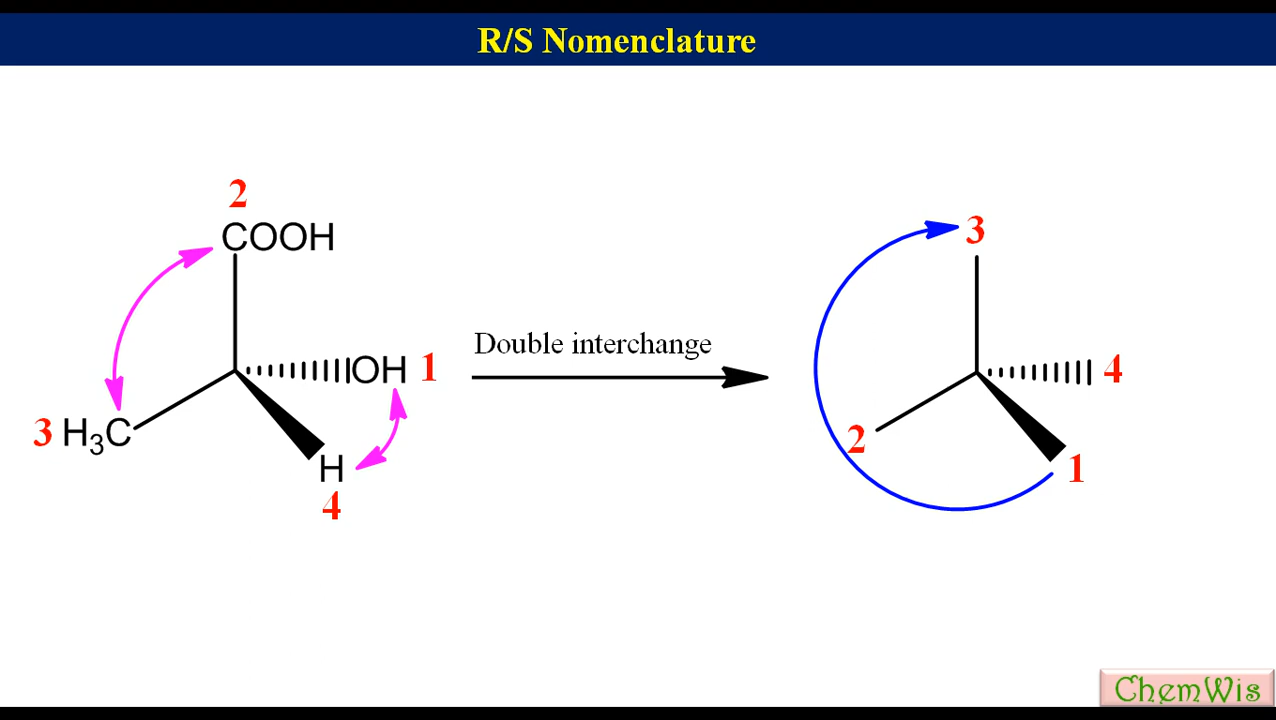 R/S Nomenclature
2
COOH
3
3 H₃C
OH 1
Double interchange
4
H
4
2
1
ChemWis